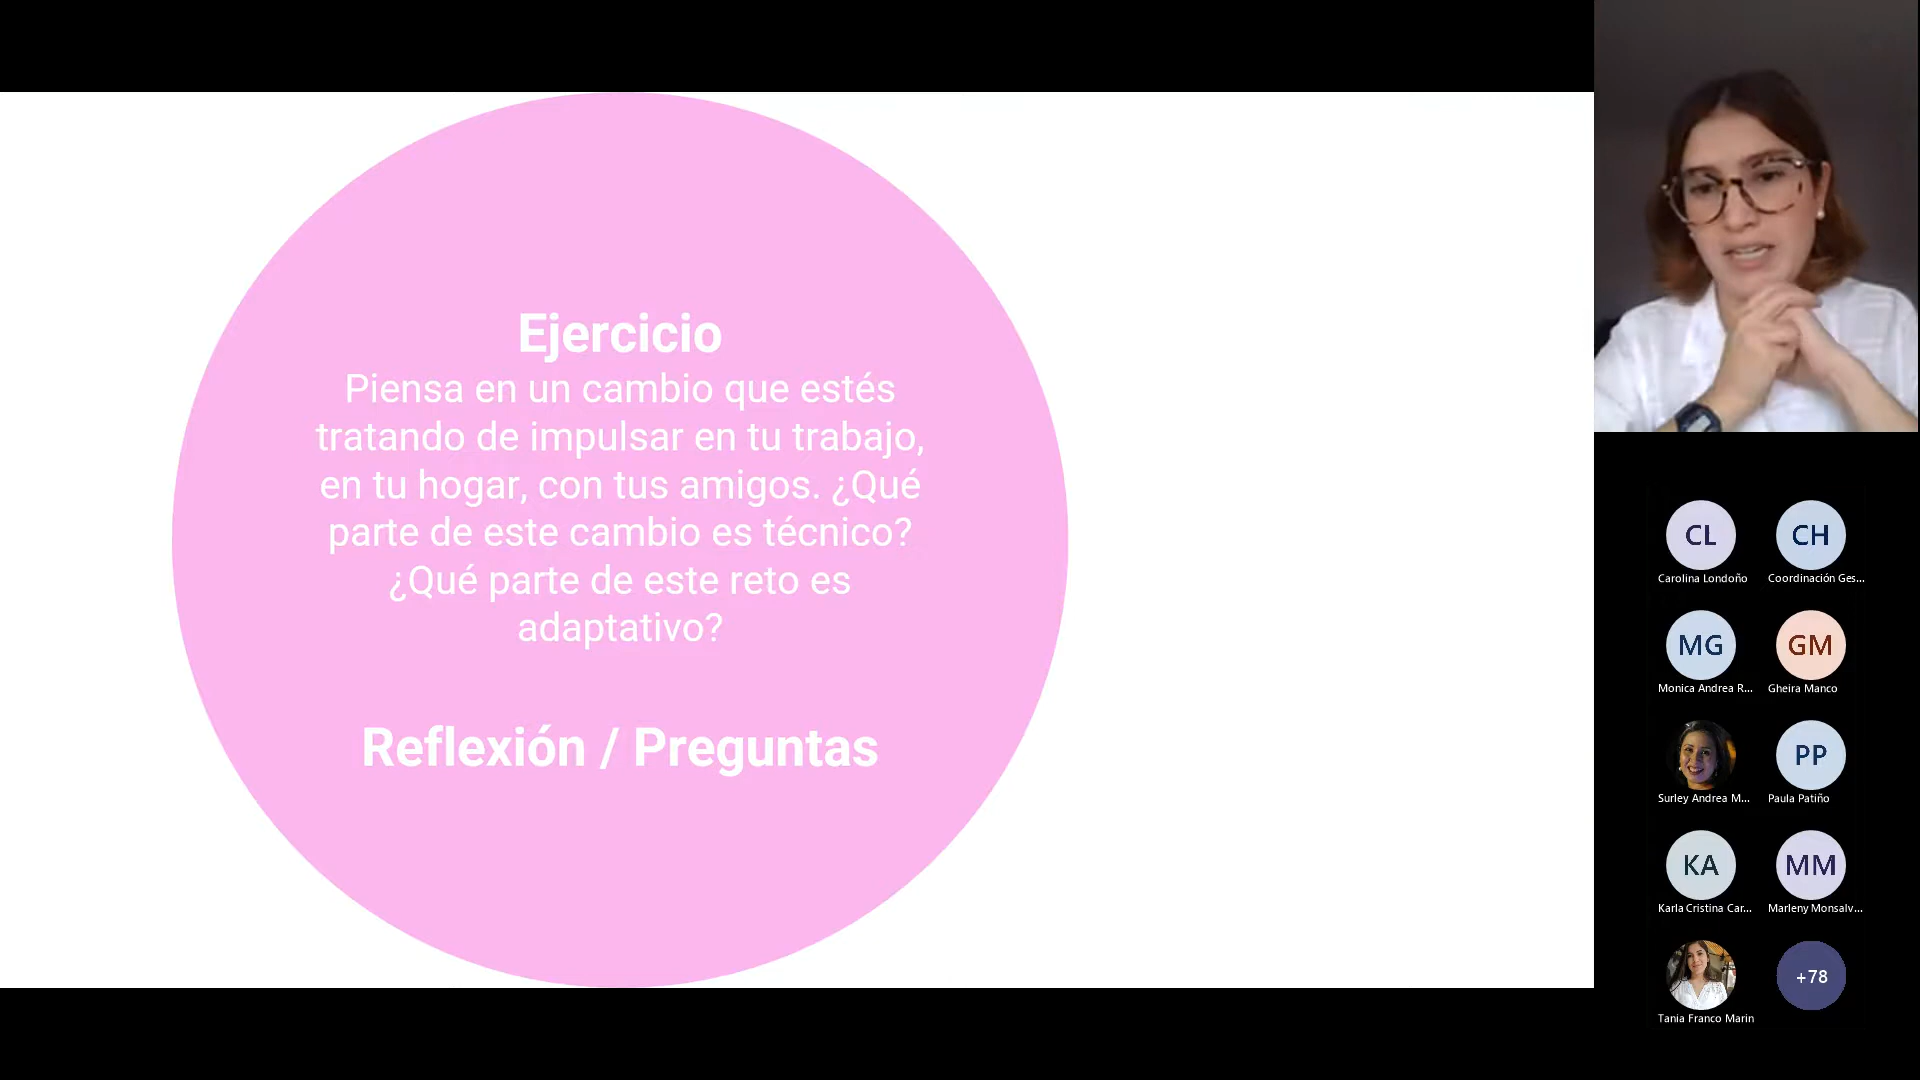 Ejercicio
Piensa en un cambio que estés
tratando de impulsar en tu trabajo,
en tu hogar, con tus amigos. ¿Qué
parte de este cambio es técnico?
¿Qué parte de este reto es
adaptativo?
Reflexión / Preguntas
CL
Carolina Londoño
CH
Coordinación Ges...
MG
Monica Andrea R...
GM
Gheira Manco
Surley Andrea M...
PP
Paula Patiño
KA
Karla Cristina Car...
MM
Marleny Monsalv...
Tania Franco Marin
+78